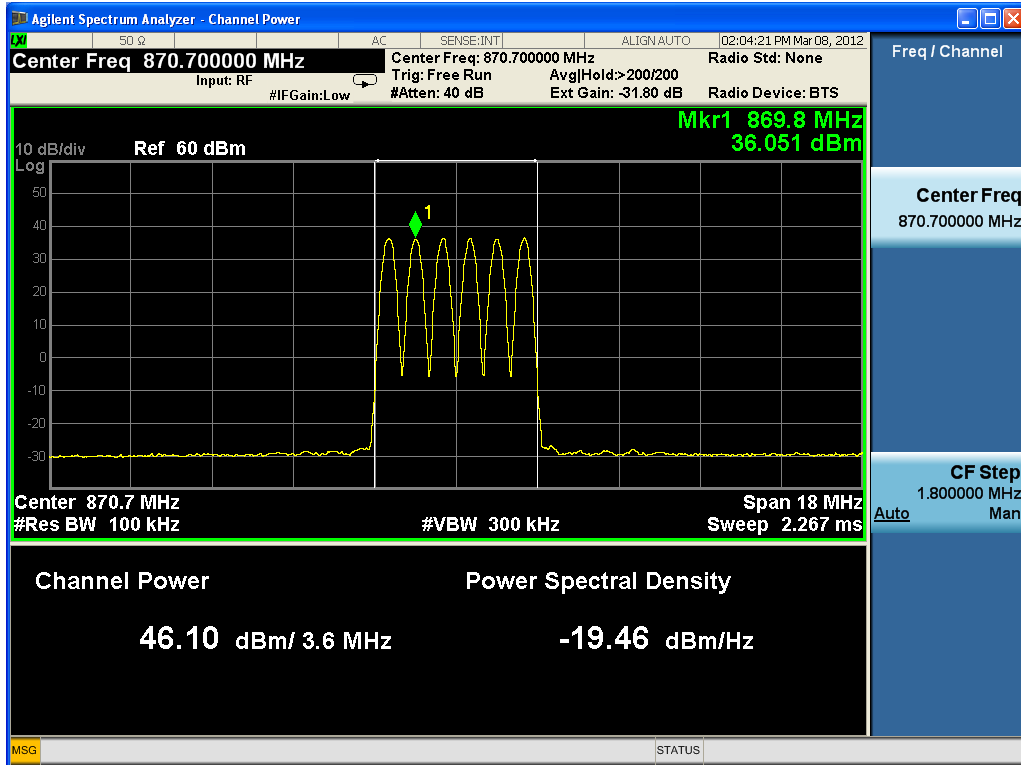 Agilent Spectrum Analyzer - Channel Power
LXI 50 Ω AC SENSE:INT ALIGN AUTO 02:04:21 PM Mar 08, 2012
Center Freq 870.700000 MHz
Input: RF
#IFGain:Low
Center Freq: 870.700000 MHz
Trig: Free Run Avg|Hold:>200/200
#Atten: 40 dB Ext Gain: -31.80 dB
Radio Std: None
Radio Device: BTS
Freq / Channel
Mkr1 869.8 MHz
36.051 dBm
10 dB/div Ref 60 dBm
Log
50
40
30
20
10
0
-10
-20
-30
1
Center 870.7 MHz Span 18 MHz
#Res BW 100 kHz #VBW 300 kHz Sweep 2.267 ms
Center Freq
870.700000 MHz
CF Step
1.800000 MHz
Auto Man
Channel Power Power Spectral Density
46.10 dBm/ 3.6 MHz -19.46 dBm/Hz
MSG STATUS